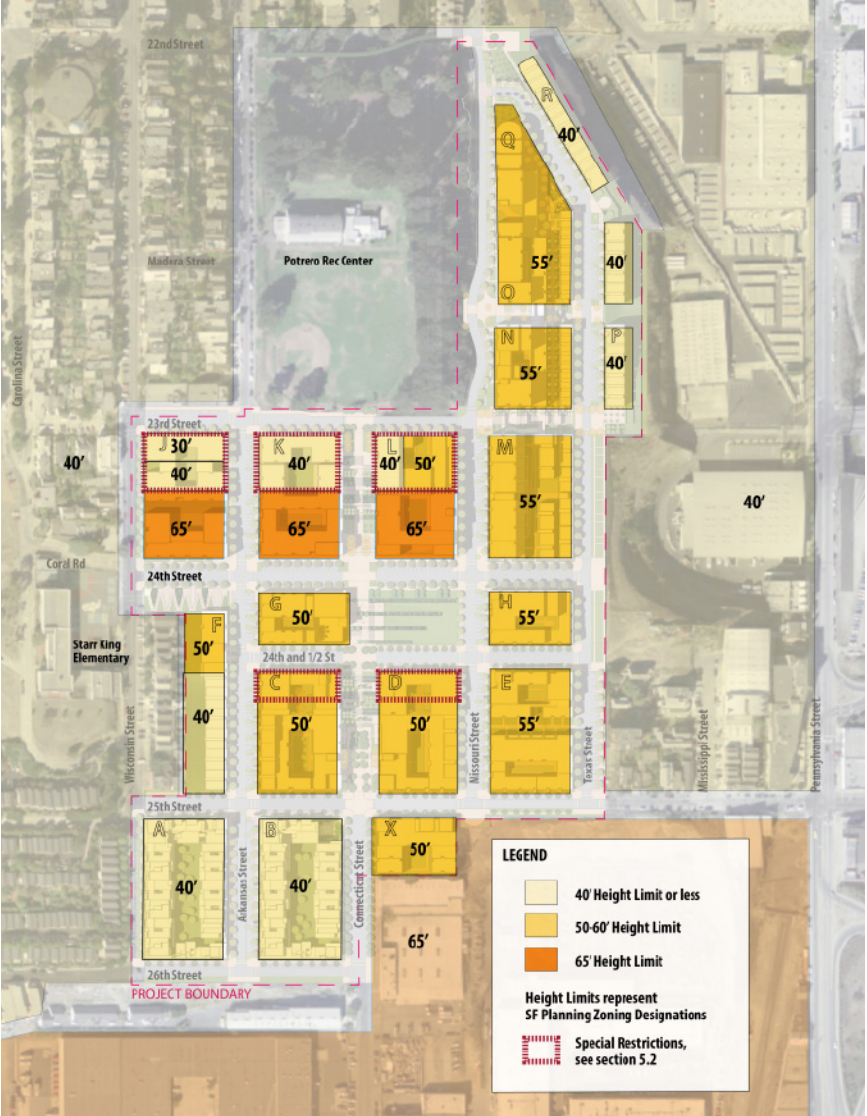 22nd Street
R
40'
Q
Madera Street
Potrero Rec Center
55'
40'
O
Carolina Street
N
P
55'
40'
23rd Street
J
30'
K
L
M
40'
40'
40'
40'
50'
55'
40'
65'
65'
65'
Coral Rd
24th Street
G
H
F
50'
55'
Starr King
Elementary
50'
24th and 1/2 St
C
D
E
40'
50'
50'
55'
Wisconsin Street
Missouri Street
Texas Street
Mississippi Street
Pennsylvania Street
25th Street
A
B
X
50'
40'
40'
Arkansas Street
Connecticut Street
65'
26th Street
PROJECT BOUNDARY
LEGEND
40' Height Limit or less
50-60' Height Limit
65' Height Limit
Height Limits represent
SF Planning Zoning Designations
Special Restrictions,
see section 5.2